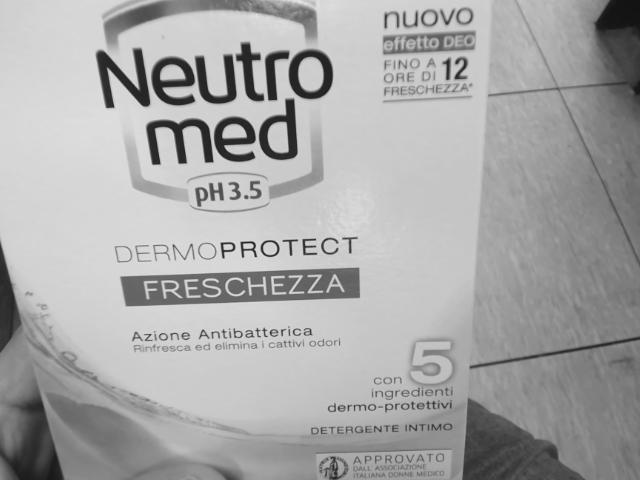 Neutro
med
pH 3.5
nuovo
effetto DEO
FINO A
ORE DI 12
FRESCHEZZA*
DERMOPROTECT
FRESCHEZZA
Azione Antibatterica
Rinfresca ed elimina i cattivi odori
con 5
ingredienti
dermo-protettivi
DETERGENTE INTIMO
APPROVATO
DALL'ASSOCIAZIONE
ITALIANA DONNE MEDICO